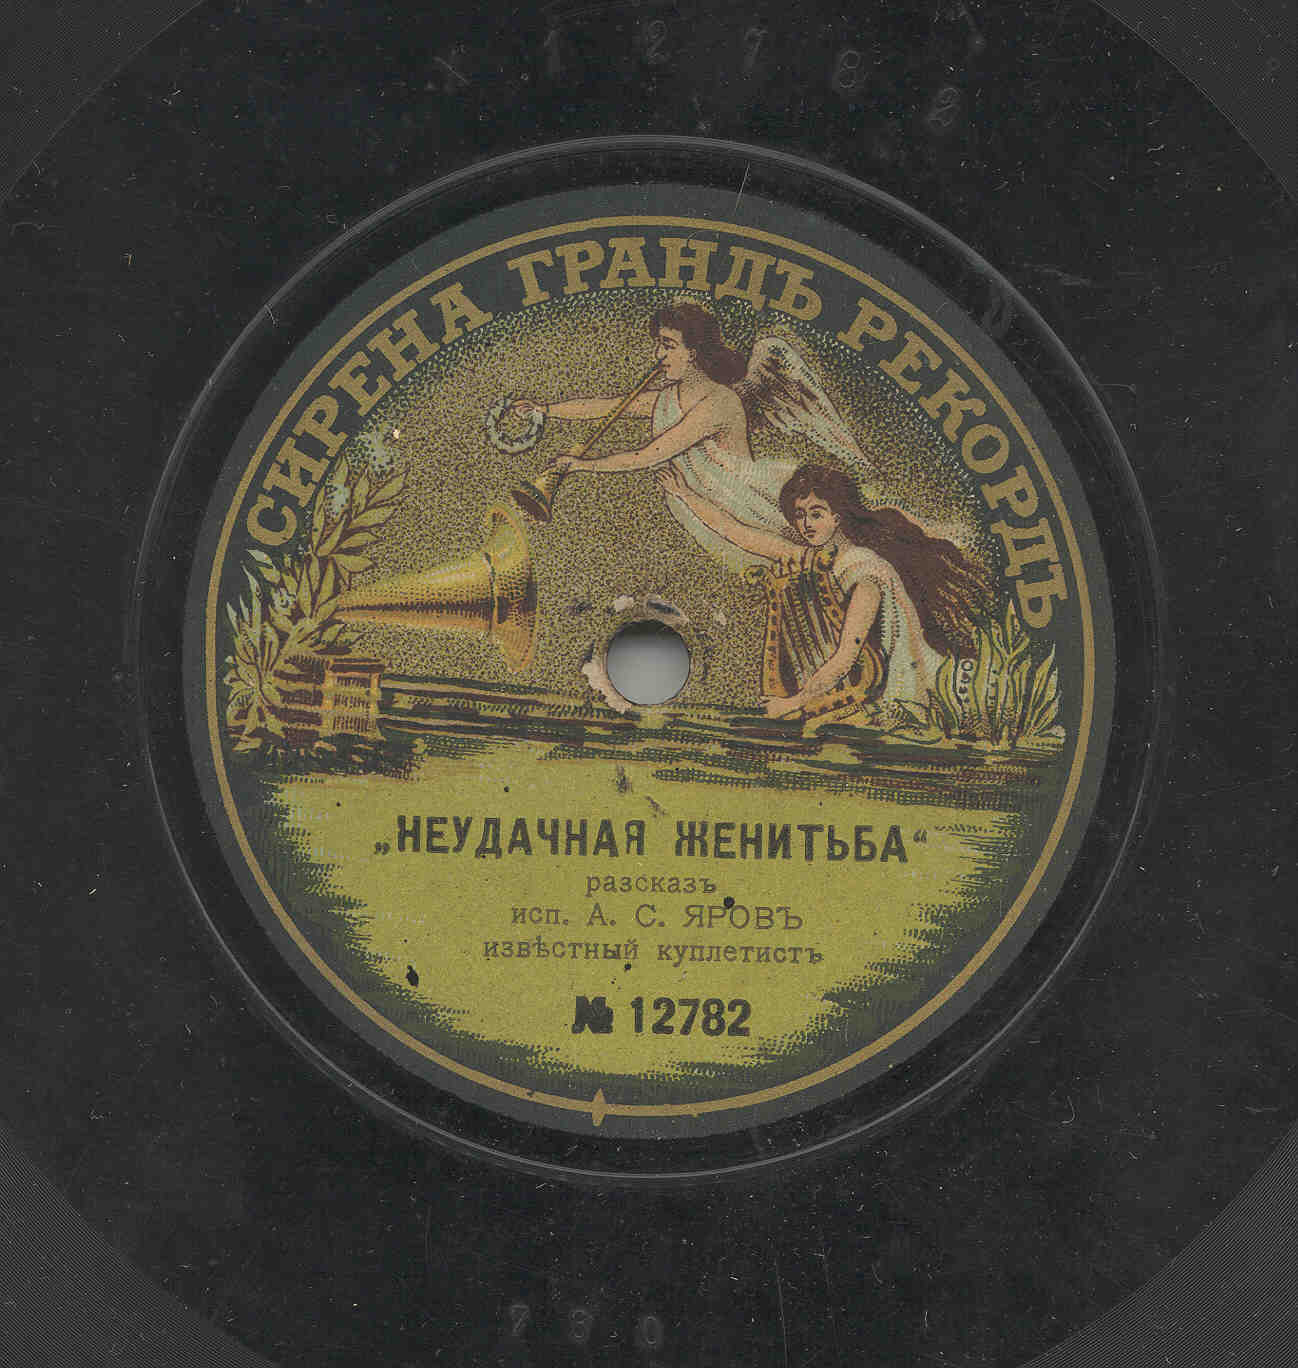 12782
СИРЕНА ГРАНДЪ РЕКОРДЪ
„НЕУДАЧНАЯ ЖЕНИТЬБА“
разсказъ
исп. А. С. ЯРОВЪ
извѣстный куплетистъ
№ 12782